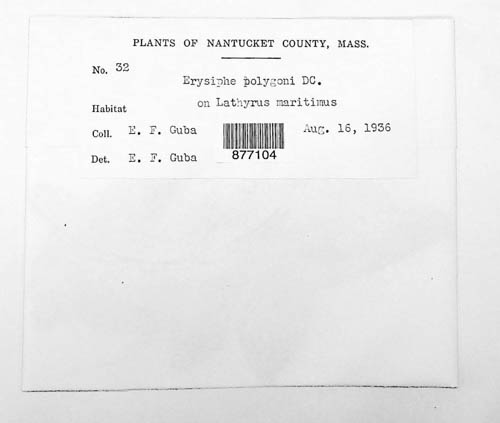 PLANTS OF NANTUCKET COUNTY, MASS.
No. 32
Erysiphe polygoni DC.
Habitat on Lathyrus maritimus
Coll. E. F. Guba Aug. 16, 1936
Det. E. F. Guba
877104